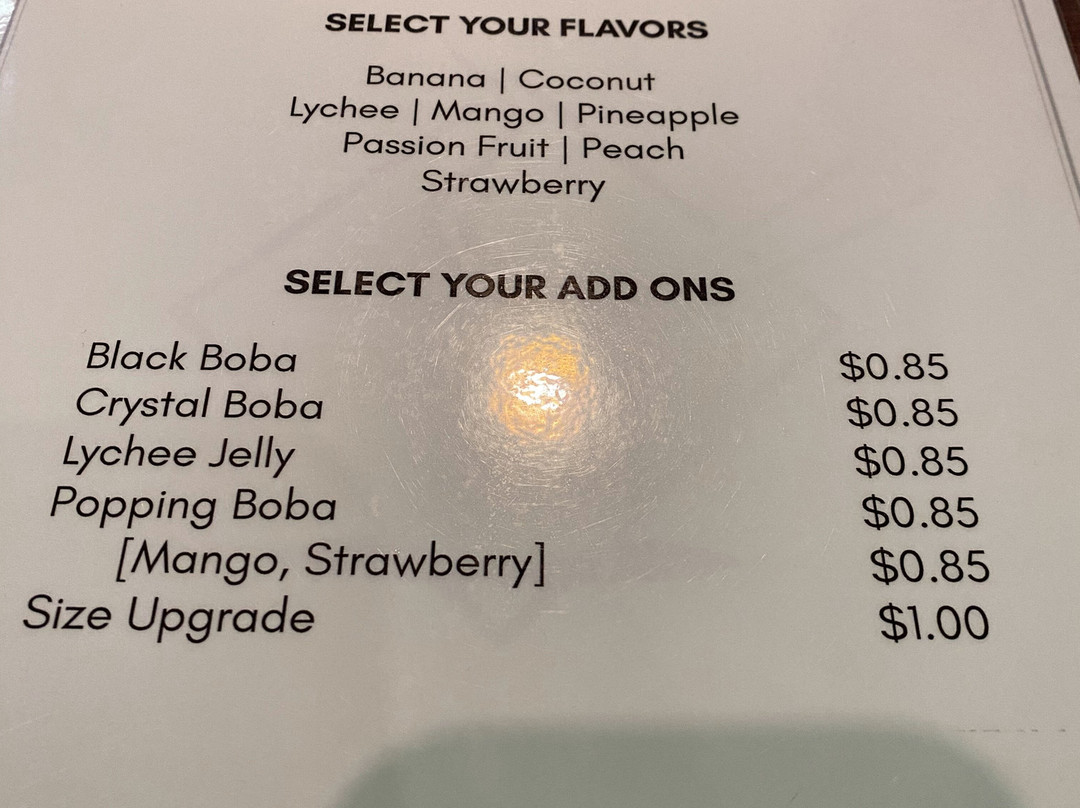 SELECT YOUR FLAVORS
Banana | Coconut
Lychee | Mango | Pineapple
Passion Fruit | Peach
Strawberry
SELECT YOUR ADD ONS
Black Boba $0.85
Crystal Boba $0.85
Lychee Jelly $0.85
Popping Boba $0.85
[Mango, Strawberry] $0.85
Size Upgrade $1.00